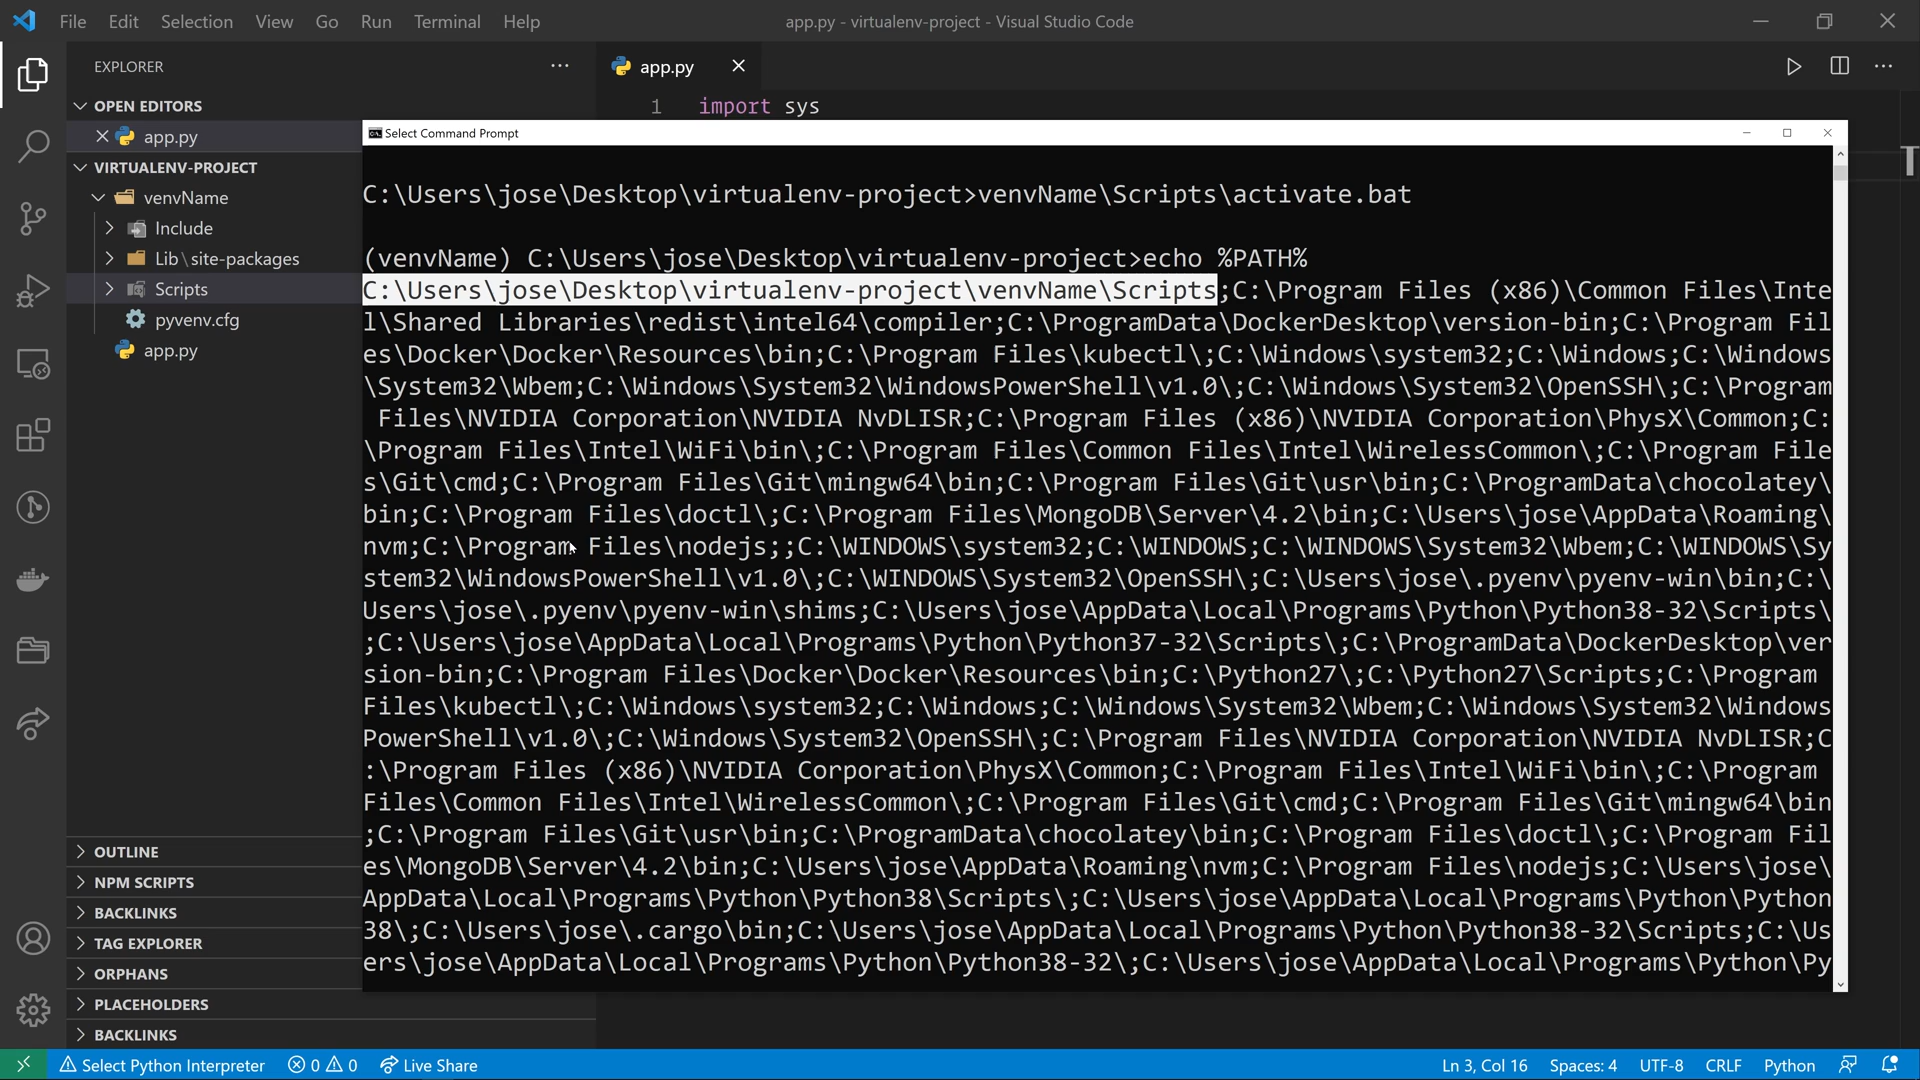 File Edit Selection View Go Run Terminal Help
app.py - virtualenv-project - Visual Studio Code
EXPLORER
OPEN EDITORS
app.py
VIRTUALENV-PROJECT
venvName
Include
Lib\site-packages
Scripts
pyvenv.cfg
app.py
OUTLINE
NPM SCRIPTS
BACKLINKS
TAG EXPLORER
ORPHANS
PLACEHOLDERS
BACKLINKS
app.py
1 import sys
Select Command Prompt
C:\Users\jose\Desktop\virtualenv-project>venvName\Scripts\activate.bat
(venvName) C:\Users\jose\Desktop\virtualenv-project>echo %PATH%
C:\Users\jose\Desktop\virtualenv-project\venvName\Scripts;C:\Program Files (x86)\Common Files\Inte
l\Shared Libraries\redist\intel64\compiler;C:\ProgramData\DockerDesktop\version-bin;C:\Program Fil
es\Docker\Docker\Resources\bin;C:\Program Files\kubectl\;C:\Windows\system32;C:\Windows;C:\Windows
\System32\Wbem;C:\Windows\System32\WindowsPowerShell\v1.0\;C:\Windows\System32\OpenSSH\;C:\Program
Files\NVIDIA Corporation\NVIDIA NvDLISR;C:\Program Files (x86)\NVIDIA Corporation\PhysX\Common;C:
\Program Files\Intel\WiFi\bin\;C:\Program Files\Common Files\Intel\WirelessCommon\;C:\Program File
s\Git\cmd;C:\Program Files\Git\mingw64\bin;C:\Program Files\Git\usr\bin;C:\ProgramData\chocolatey\
bin;C:\Program Files\doctl\;C:\Program Files\MongoDB\Server\4.2\bin;C:\Users\jose\AppData\Roaming\
nvm;C:\Program Files\nodejs;;C:\WINDOWS\system32;C:\WINDOWS;C:\WINDOWS\System32\Wbem;C:\WINDOWS\Sy
stem32\WindowsPowerShell\v1.0\;C:\WINDOWS\System32\OpenSSH\;C:\Users\jose\.pyenv\pyenv-win\bin;C:\
Users\jose\.pyenv\pyenv-win\shims;C:\Users\jose\AppData\Local\Programs\Python\Python38-32\Scripts\
;C:\Users\jose\AppData\Local\Programs\Python\Python37-32\Scripts\;C:\ProgramData\DockerDesktop\ver
sion-bin;C:\Program Files\Docker\Docker\Resources\bin;C:\Python27\;C:\Python27\Scripts;C:\Program
Files\kubectl\;C:\Windows\system32;C:\Windows;C:\Windows\System32\Wbem;C:\Windows\System32\Windows
PowerShell\v1.0\;C:\Windows\System32\OpenSSH\;C:\Program Files\NVIDIA Corporation\NVIDIA NvDLISR;C
:\Program Files (x86)\NVIDIA Corporation\PhysX\Common;C:\Program Files\Intel\WiFi\bin\;C:\Program
Files\Common Files\Intel\WirelessCommon\;C:\Program Files\Git\cmd;C:\Program Files\Git\mingw64\bin
;C:\Program Files\Git\usr\bin;C:\ProgramData\chocolatey\bin;C:\Program Files\doctl\;C:\Program Fil
es\MongoDB\Server\4.2\bin;C:\Users\jose\AppData\Roaming\nvm;C:\Program Files\nodejs;C:\Users\jose\
AppData\Local\Programs\Python\Python38\Scripts\;C:\Users\jose\AppData\Local\Programs\Python\Python
38\;C:\Users\jose\.cargo\bin;C:\Users\jose\AppData\Local\Programs\Python\Python38-32\Scripts;C:\Us
ers\jose\AppData\Local\Programs\Python\Python38-32\;C:\Users\jose\AppData\Local\Programs\Python\Py
Select Python Interpreter 0 0 Live Share
Ln 3, Col 16 Spaces: 4 UTF-8 CRLF Python